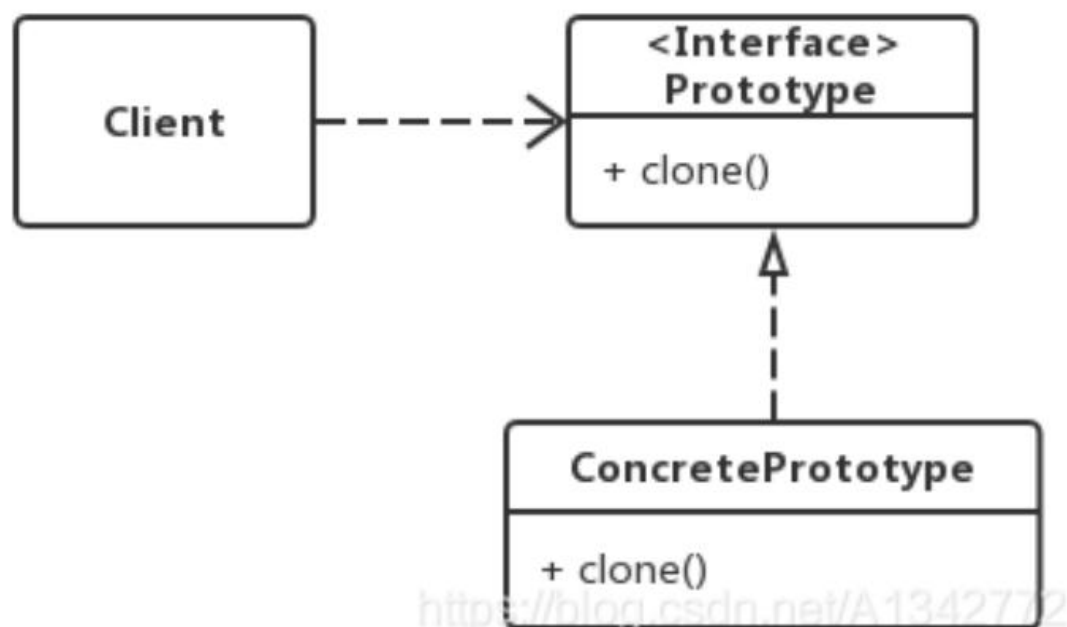 Client
<Interface>
Prototype
+ clone()
ConcretePrototype
+ clone()
https://blog.csdn.net/A1342772